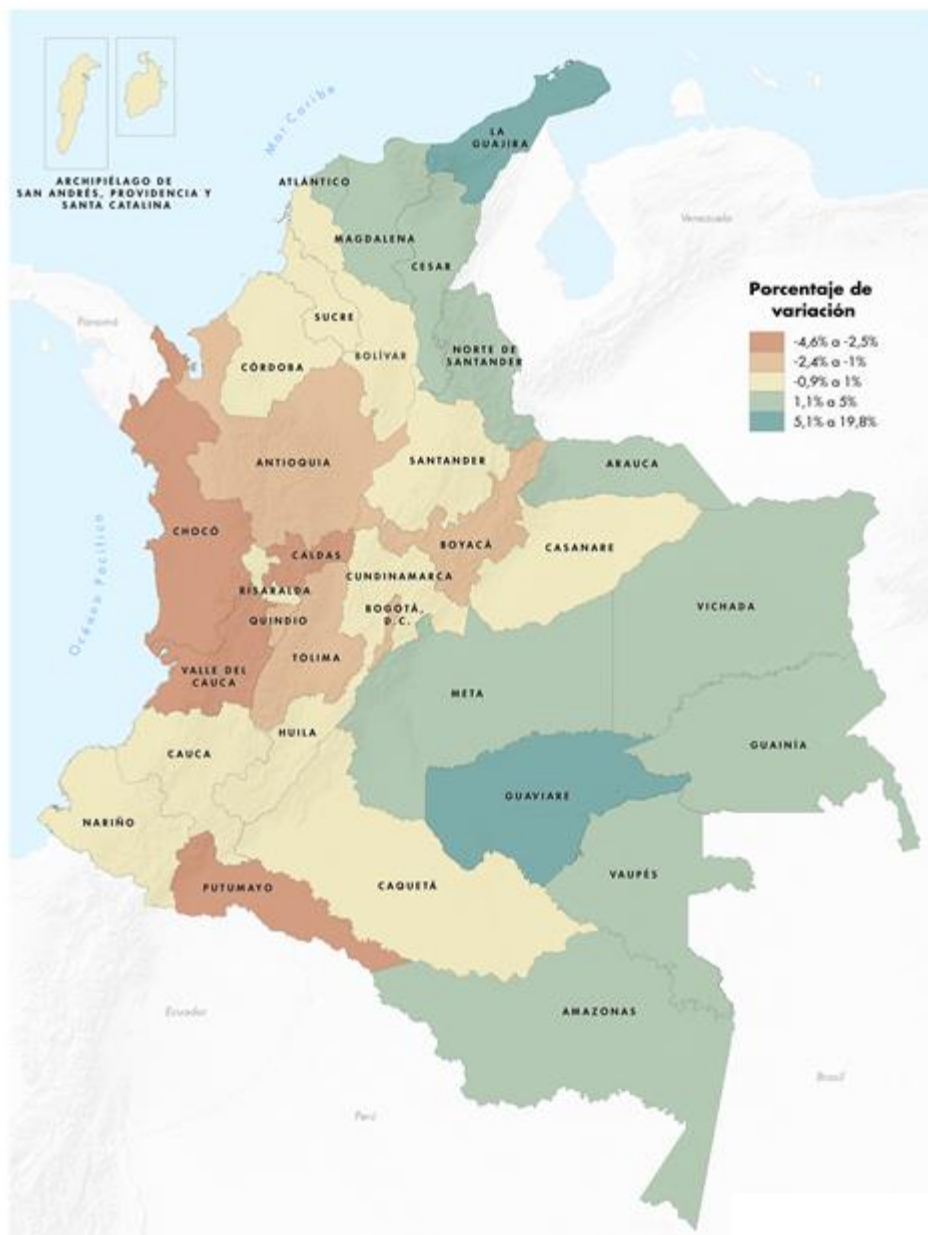 Mar Caribe
LA
GUAJIRA
ARCHIPIÉLAGO DE
SAN ANDRÉS, PROVIDENCIA Y
SANTA CATALINA
ATLÁNTICO
Venezuela
MAGDALENA
CESAR
Porcentaje de
variación
-4,6% a -2,5%
-2,4% a -1%
-0,9% a 1%
1,1% a 5%
5,1% a 19,8%
Panamá
SUCRE
BOLÍVAR
CÓRDOBA
NORTE DE
SANTANDER
ANTIOQUIA
SANTANDER
ARAUCA
Océano Pacífico
CHOCÓ
CALDAS
BOYACÁ
CASANARE
CUNDINAMARCA
RISARALDA
BOGOTÁ,
D.C.
QUINDIO
VICHADA
TOLIMA
VALLE DEL
CAUCA
META
HUILA
CAUCA
GUAINÍA
GUAVIARE
NARIÑO
VAUPÉS
PUTUMAYO
CAQUETÁ
Ecuador
AMAZONAS
Brasil
Perú